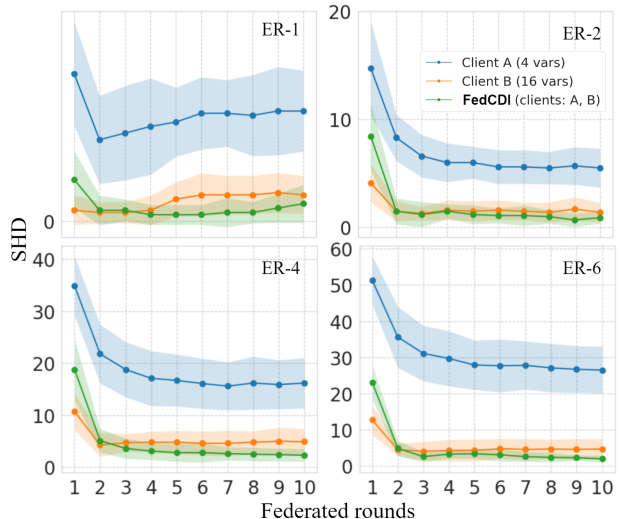 ER-1
0
ER-2
20
10
0
Client A (4 vars)
Client B (16 vars)
FedCDI (clients: A, B)
SHD
ER-4
40
30
20
10
0
1 2 3 4 5 6 7 8 9 10
ER-6
60
50
40
30
20
10
0
1 2 3 4 5 6 7 8 9 10
Federated rounds